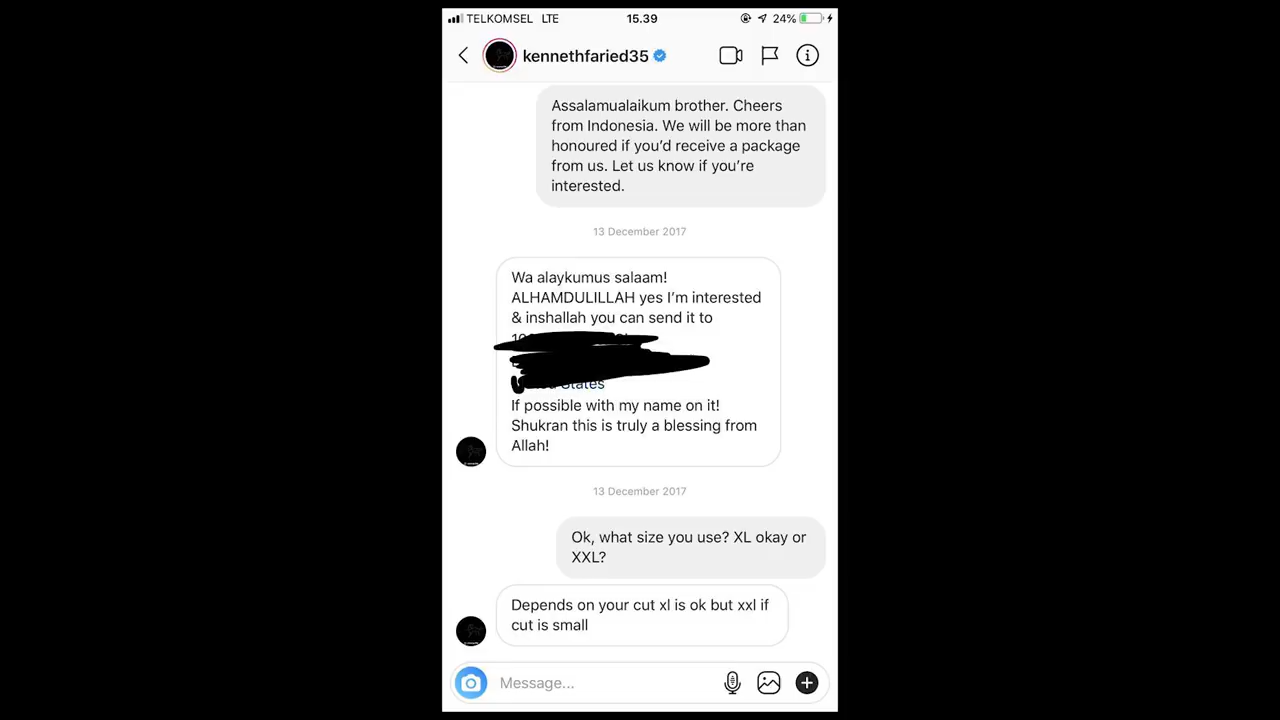 TELKOMSEL LTE 15.39 24%
kennethfaried35
Assalamualaikum brother. Cheers
from Indonesia. We will be more than
honoured if you’d receive a package
from us. Let us know if you’re
interested.
13 December 2017
Wa alaykumus salaam!
ALHAMDULILLAH yes I’m interested
& inshallah you can send it to
States
If possible with my name on it!
Shukran this is truly a blessing from
Allah!
13 December 2017
Ok, what size you use? XL okay or
XXL?
Depends on your cut xl is ok but xxl if
cut is small
Message...